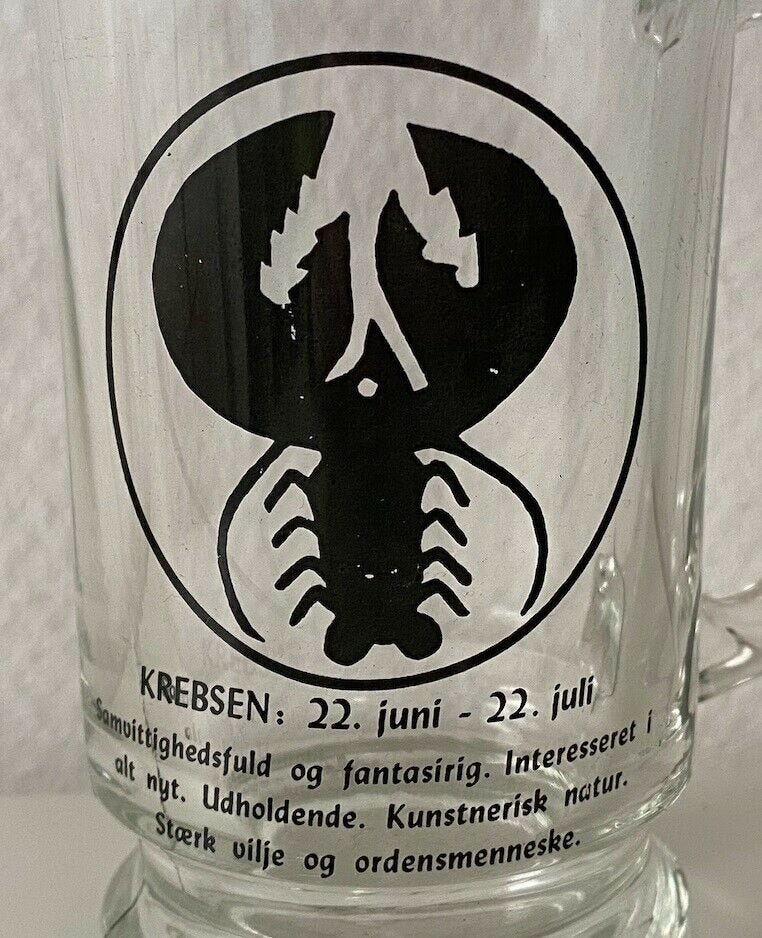 KREBSEN: 22. juni - 22. juli
Samvittighedsfuld og fantasirig. Interesseret i
alt nyt. Udholdende. Kunstnerisk natur.
Stærk vilje og ordensmenneske.